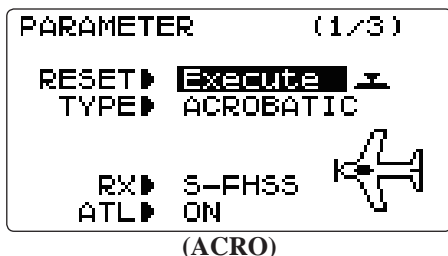 PARAMETER (1/3)
RESET▶ Execute
TYPE▶ ACROBATIC
RX▶ S-FHSS
ATL▶ ON
(ACRO)